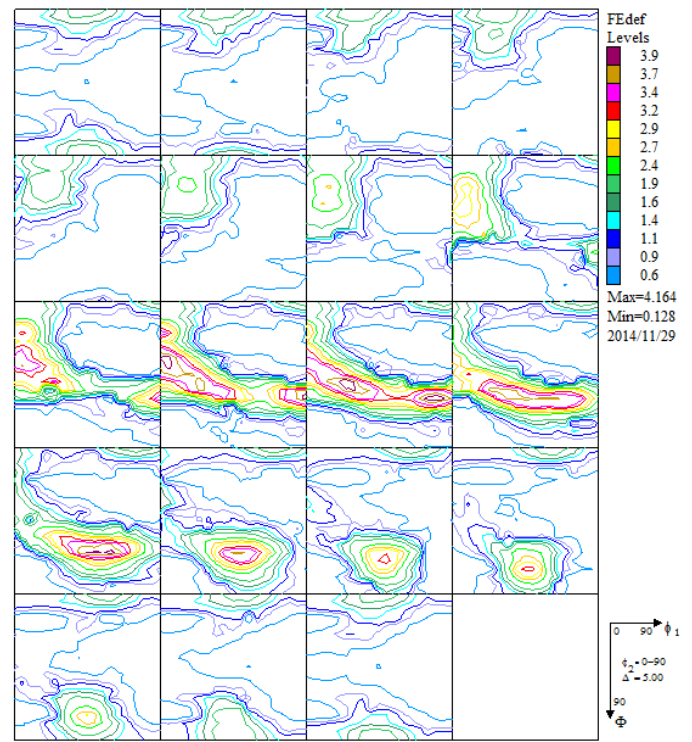 FEdef
Levels
3.9
3.7
3.4
3.2
2.9
2.7
2.4
1.9
1.6
1.4
1.1
0.9
0.6
Max=4.164
Min=0.128
2014/11/29
0 90 ϕ 1
ϕ2=0-90
Δ=5.00
90
Φ